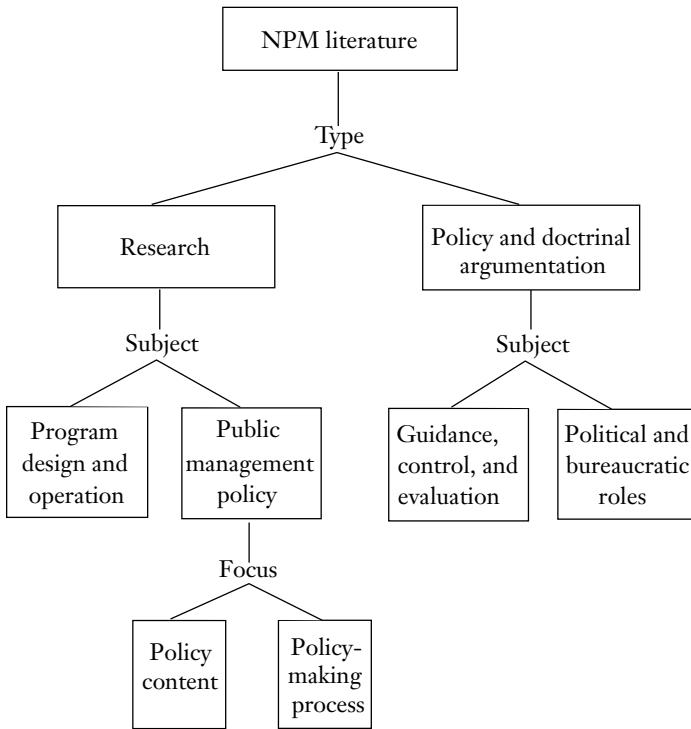 NPM literature
Type
Research
Policy and doctrinal
argumentation
Subject
Subject
Program
design and
operation
Public
management
policy
Guidance,
control, and
evaluation
Political and
bureaucratic
roles
Focus
Policy
content
Policy-
making
process